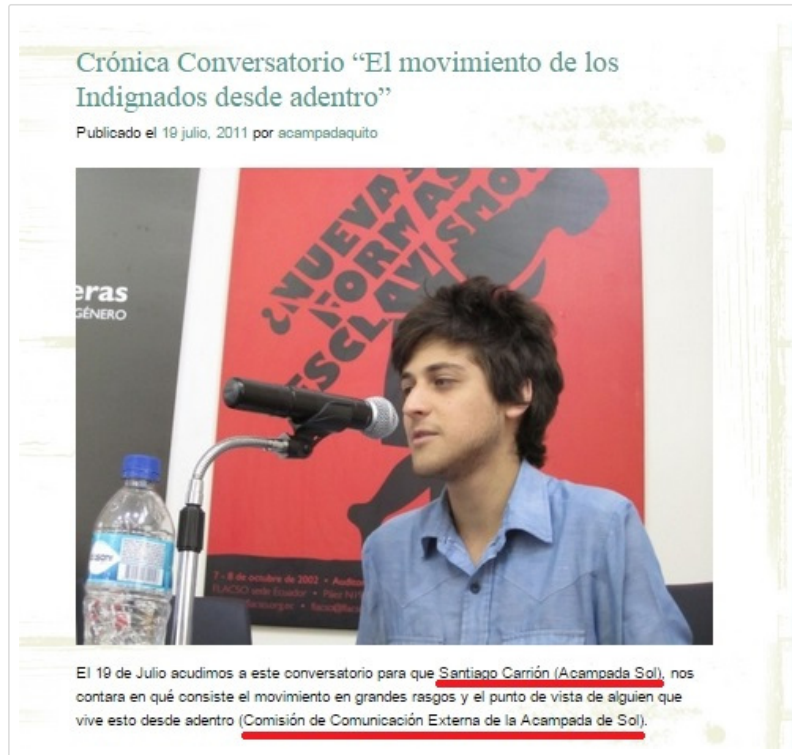 Crónica Conversatorio “El movimiento de los
Indignados desde adentro”
Publicado el 19 julio, 2011 por acampadaquito
¿NUEVAS
FORMAS
ESCLAVISMO?
eras
GÉNERO
7 - 8 de octubre de 2002 • Auditorio
FLACSO sede Ecuador • Páez N19
El 19 de Julio acudimos a este conversatorio para que Santiago Carrión (Acampada Sol), nos
contara en qué consiste el movimiento en grandes rasgos y el punto de vista de alguien que
vive esto desde adentro (Comisión de Comunicación Externa de la Acampada de Sol).